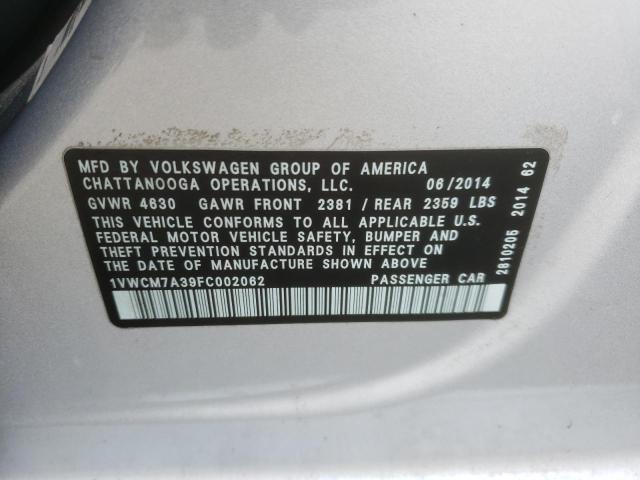 MFD BY VOLKSWAGEN GROUP OF AMERICA
CHATTANOOGA OPERATIONS, LLC. 06/2014
GVWR 4630 GAWR FRONT 2381 / REAR 2359 LBS
THIS VEHICLE CONFORMS TO ALL APPLICABLE U.S.
FEDERAL MOTOR VEHICLE SAFETY, BUMPER AND
THEFT PREVENTION STANDARDS IN EFFECT ON
THE DATE OF MANUFACTURE SHOWN ABOVE
1VWCM7A39FC002062 PASSENGER CAR
2810205 2014 62